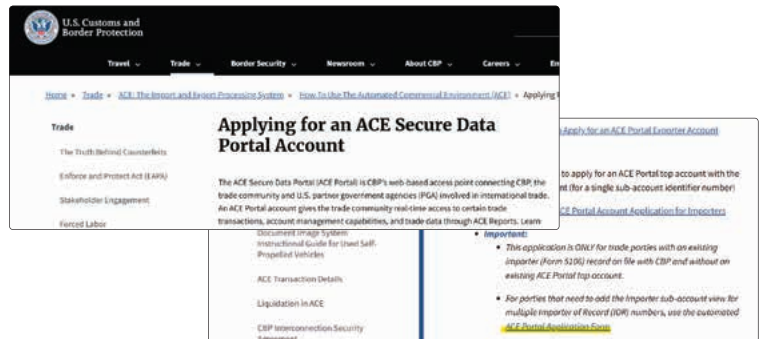 U.S. Customs and
Border Protection
Travel Trade Border Security Newsroom About CBP Careers En
Home » Trade » ACE: The Import and Export Processing System » How To Use The Automated Commercial Environment (ACE) » Applying f
Trade
The Truth Behind Counterfeits
Enforce and Protect Act (EAPA)
Stakeholder Engagement
Forced Labor
Applying for an ACE Secure Data
Portal Account
The ACE Secure Data Portal (ACE Portal) is CBP's web-based access point connecting CBP, the
trade community and U.S. partner government agencies (PGA) involved in international trade.
An ACE Portal account gives the trade community real-time access to certain trade
transactions, account management capabilities, and trade data through ACE Reports. Learn
Document Image System
Instructional Guide for Used Self-
Propelled Vehicles
ACE Transaction Details
Liquidation in ACE
CBP Interconnection Security
Agreement
Apply for an ACE Portal Exporter Account
to apply for an ACE Portal top account with the
nt (for a single sub-account identifier number)
CE Portal Account Application for Importers
• Important:
• This application is ONLY for trade parties with an existing
importer (Form 5106) record on file with CBP and without an
existing ACE Portal top account.
• For parties that need to add the Importer sub-account view for
multiple Importer of Record (IOR) numbers, use the automated
ACE Portal Application Form